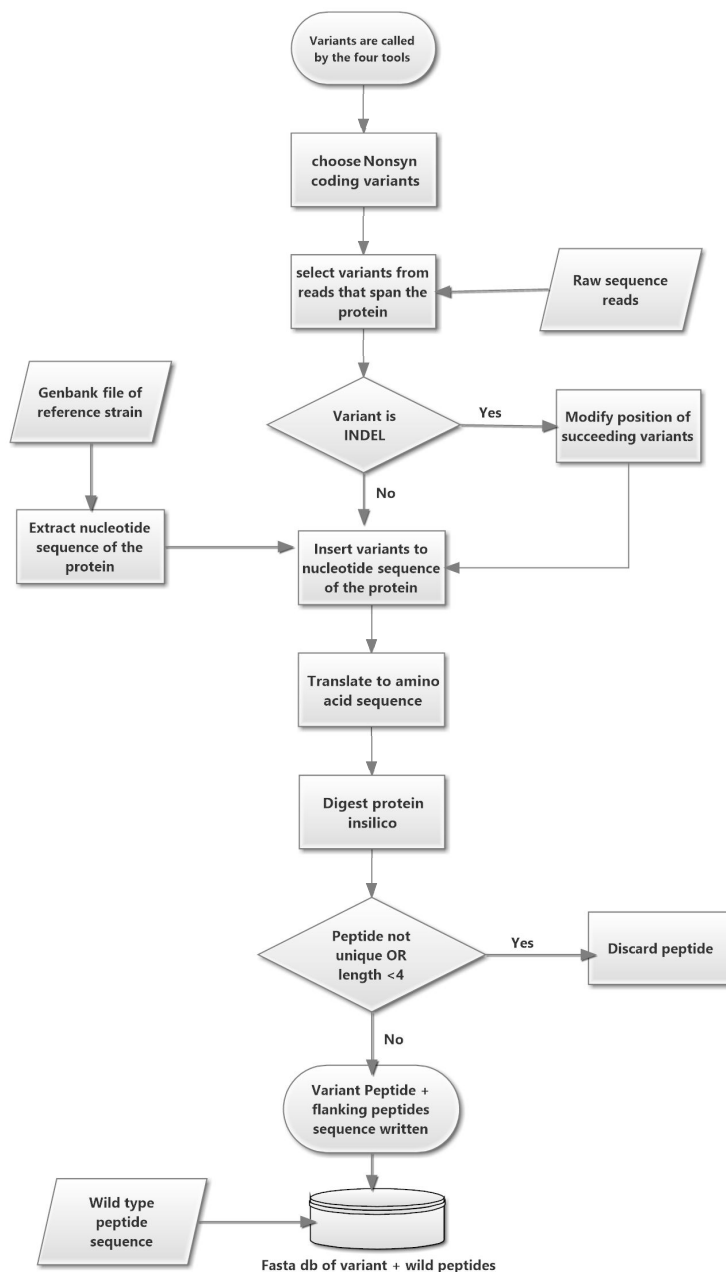 Variants are called
by the four tools
choose Nonsyn
coding variants
select variants from
reads that span the
protein
Raw sequence
reads
Genbank file of
reference strain
Variant is
INDEL
Yes
Modify position of
succeeding variants
No
Extract nucleotide
sequence of the
protein
Insert variants to
nucleotide sequence
of the protein
Translate to amino
acid sequence
Digest protein
insilico
Peptide not
unique OR
length <4
Yes
Discard peptide
No
Variant Peptide +
flanking peptides
sequence written
Wild type
peptide
sequence
Fasta db of variant + wild peptides